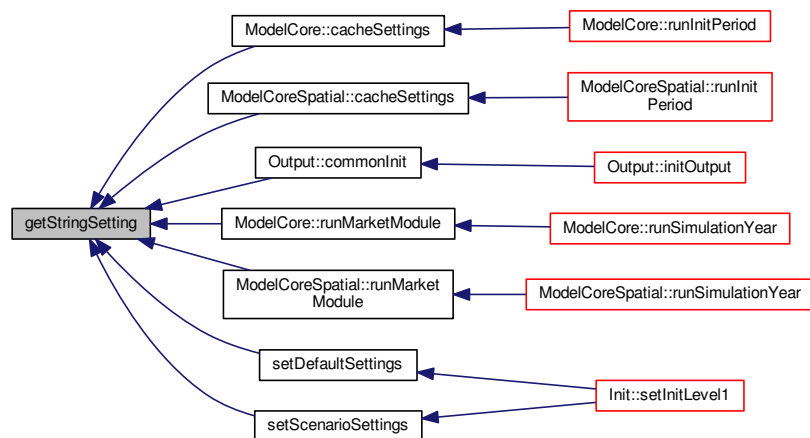 ModelCore::cacheSettings
ModelCore::runInitPeriod
ModelCoreSpatial::cacheSettings
ModelCoreSpatial::runInit
Period
Output::commonInit
Output::initOutput
getStringSetting
ModelCore::runMarketModule
ModelCore::runSimulationYear
ModelCoreSpatial::runMarket
Module
ModelCoreSpatial::runSimulationYear
setDefaultSettings
Init::setInitLevel1
setScenarioSettings